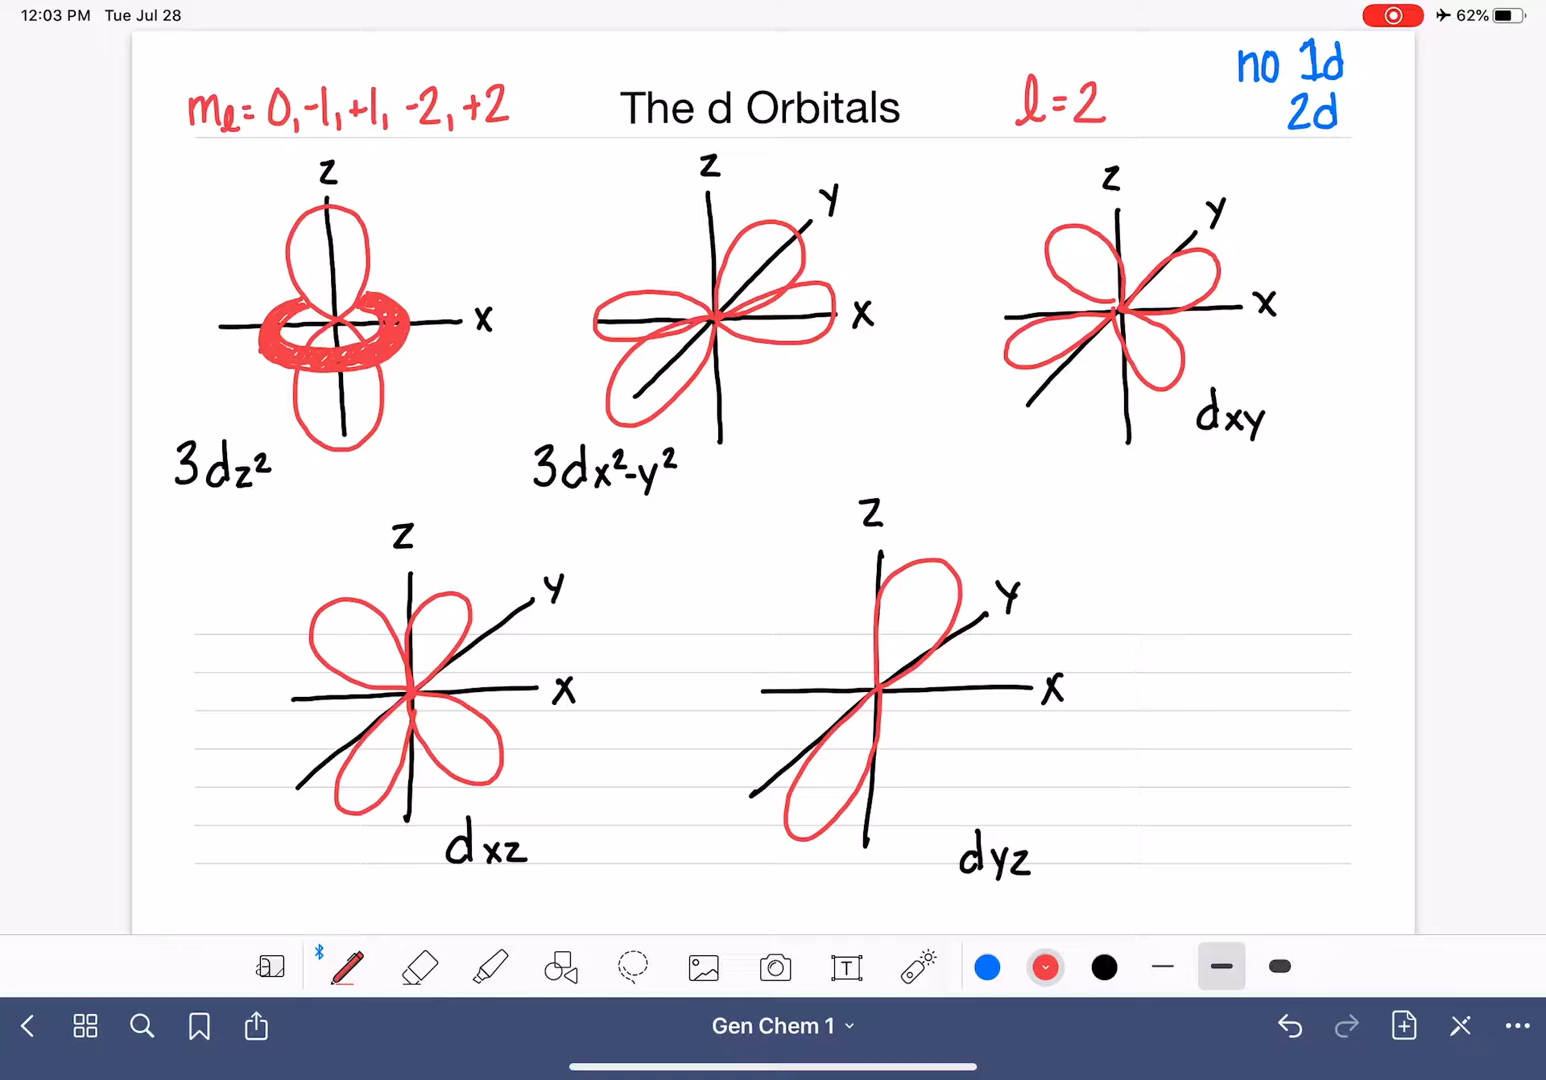 12:03 PM Tue Jul 28
62%
no 1d
2d
mℓ= 0, -1, +1, -2, +2
The d Orbitals
l=2
z
x
3dz²
z
y
x
3dx²-y²
z
y
x
dxy
z
y
x
dxz
z
y
x
dyz
T
Gen Chem 1